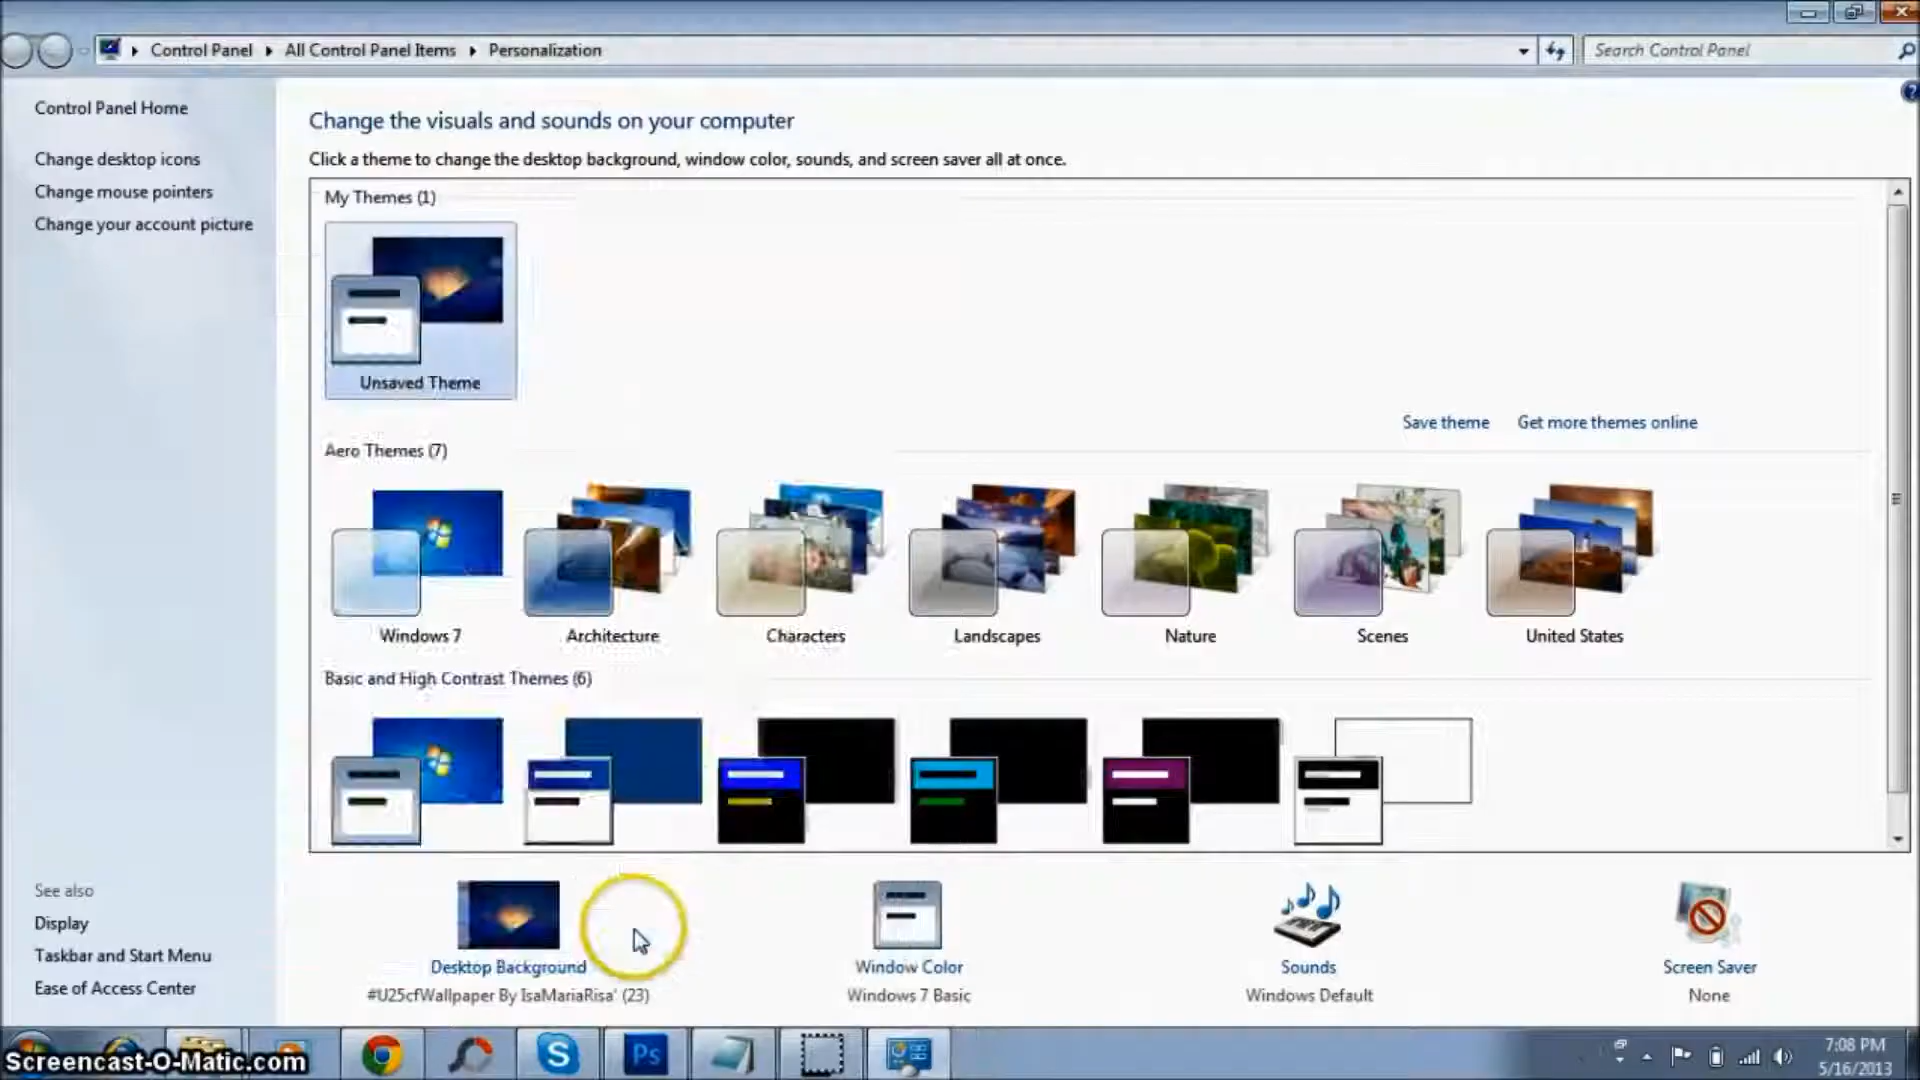 Control Panel ▸ All Control Panel Items ▸ Personalization
Search Control Panel
Control Panel Home
Change desktop icons
Change mouse pointers
Change your account picture
Change the visuals and sounds on your computer
Click a theme to change the desktop background, window color, sounds, and screen saver all at once.
My Themes (1)
Unsaved Theme
Save theme Get more themes online
Aero Themes (7)
Windows 7 Architecture Characters Landscapes Nature Scenes United States
Basic and High Contrast Themes (6)
See also
Display
Taskbar and Start Menu
Ease of Access Center
Desktop Background Window Color Sounds Screen Saver
#U25cfWallpaper By IsaMariaRisa' (23) Windows 7 Basic Windows Default None
Ps
7:08 PM
5/16/2013
Screencast-O-Matic.com